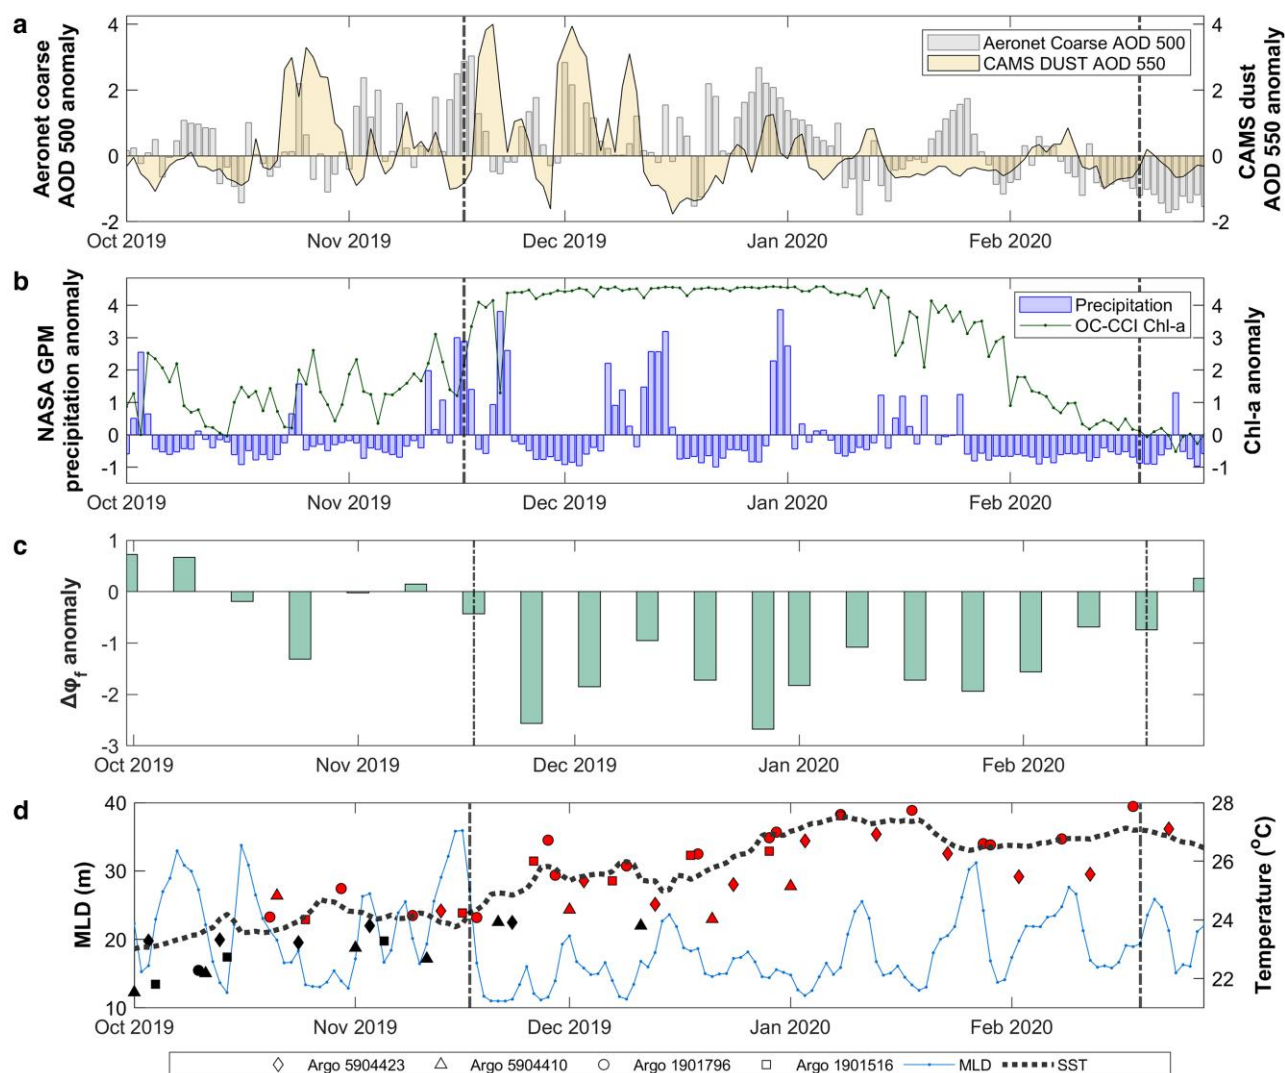 a
Aeronet coarse
AOD 500 anomaly
4
2
0
-2
Aeronet Coarse AOD 500
CAMS DUST AOD 550
4
2
0
-2
CAMS dust
AOD 550 anomaly
Oct 2019 Nov 2019 Dec 2019 Jan 2020 Feb 2020
b
NASA GPM
precipitation anomaly
4
3
2
1
0
-1
Precipitation
OC-CCI Chl-a
4
3
2
1
0
-1
Chl-a anomaly
Oct 2019 Nov 2019 Dec 2019 Jan 2020 Feb 2020
c
Δφf anomaly
1
0
-1
-2
-3
Oct 2019 Nov 2019 Dec 2019 Jan 2020 Feb 2020
d
MLD (m)
40
30
20
10
28
26
24
22
Temperature (°C)
Oct 2019 Nov 2019 Dec 2019 Jan 2020 Feb 2020
Argo 5904423 Argo 5904410 Argo 1901796 Argo 1901516 MLD SST